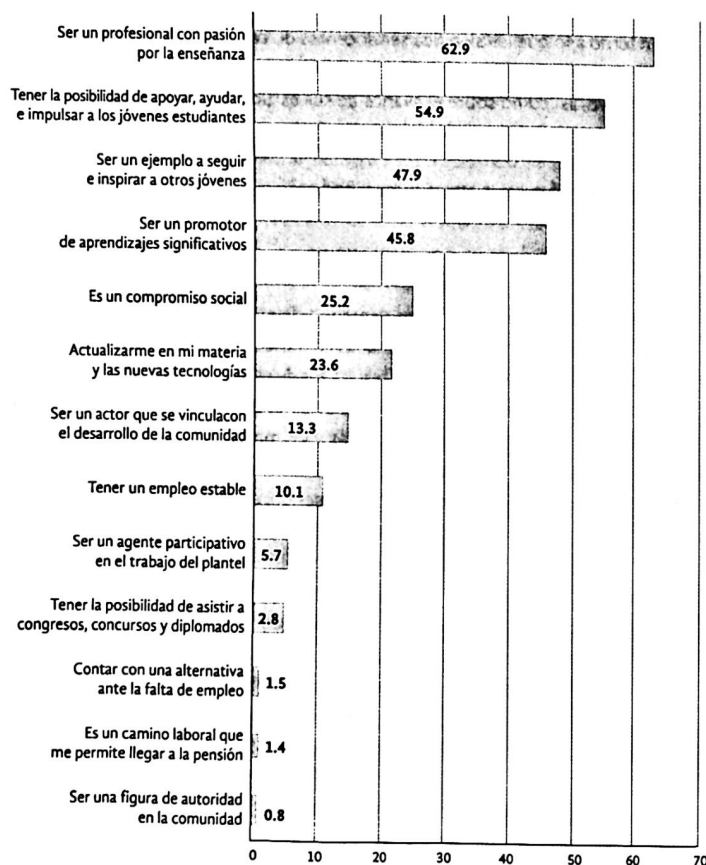 Ser un profesional con pasión
por la enseñanza
62.9
Tener la posibilidad de apoyar, ayudar,
e impulsar a los jóvenes estudiantes
54.9
Ser un ejemplo a seguir
e inspirar a otros jóvenes
47.9
Ser un promotor
de aprendizajes significativos
45.8
Es un compromiso social
25.2
Actualizarme en mi materia
y las nuevas tecnologías
23.6
Ser un actor que se vinculacon
el desarrollo de la comunidad
13.3
Tener un empleo estable
10.1
Ser un agente participativo
en el trabajo del plantel
5.7
Tener la posibilidad de asistir a
congresos, concursos y diplomados
2.8
Contar con una alternativa
ante la falta de empleo
1.5
Es un camino laboral que
me permite llegar a la pensión
1.4
Ser una figura de autoridad
en la comunidad
0.8
0 10 20 30 40 50 60 70